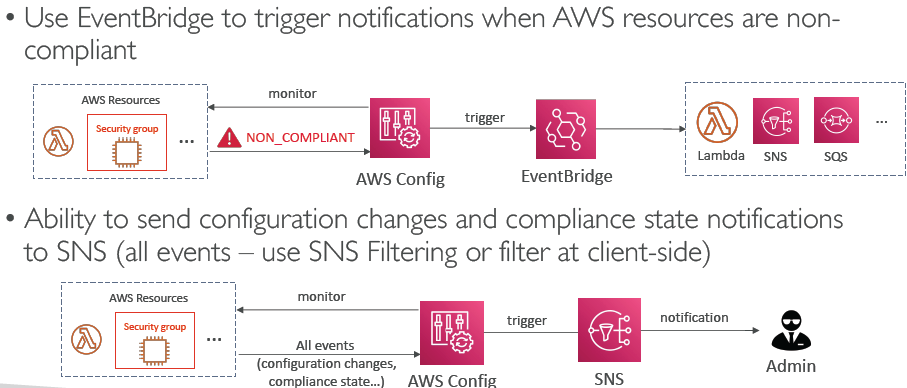 • Use EventBridge to trigger notifications when AWS resources are non-
compliant
AWS Resources
Security group
...
monitor
NON_COMPLIANT
AWS Config
trigger
EventBridge
Lambda
SNS
SQS
...
• Ability to send configuration changes and compliance state notifications
to SNS (all events – use SNS Filtering or filter at client-side)
AWS Resources
Security group
...
monitor
All events
(configuration changes,
compliance state...)
AWS Config
trigger
SNS
notification
Admin